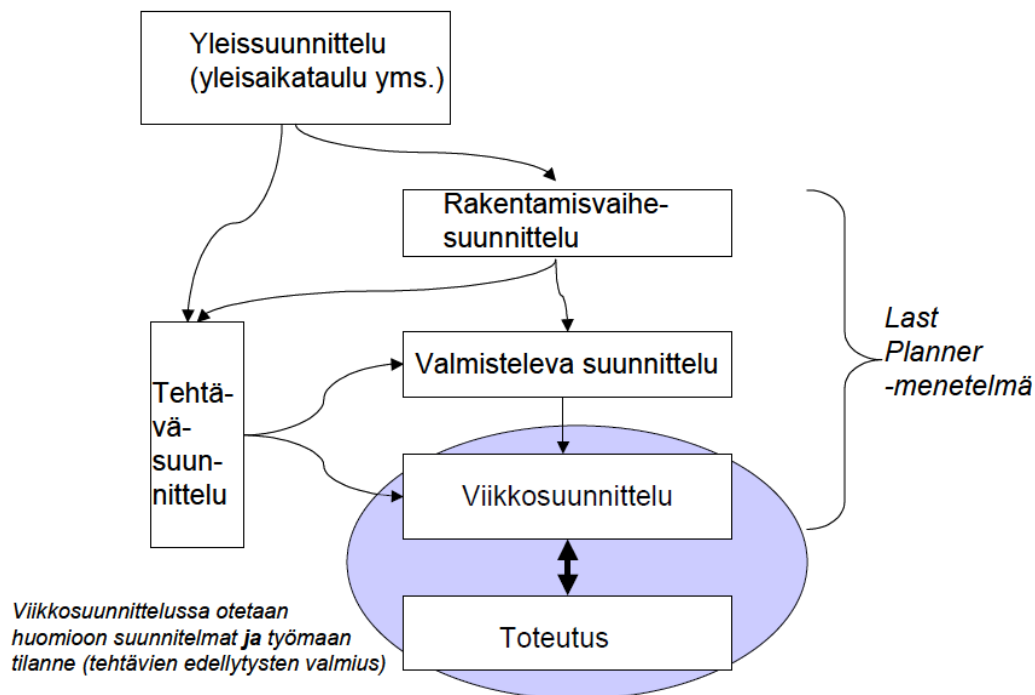 Yleissuunnittelu
(yleisaikataulu yms.)
Rakentamisvaihe-
suunnittelu
Valmisteleva suunnittelu
Tehtä-
vä-
suun-
nittelu
Last
Planner
-menetelmä
Viikkosuunnittelu
Toteutus
Viikkosuunnittelussa otetaan
huomioon suunnitelmat ja työmaan
tilanne (tehtävien edellytysten valmius)